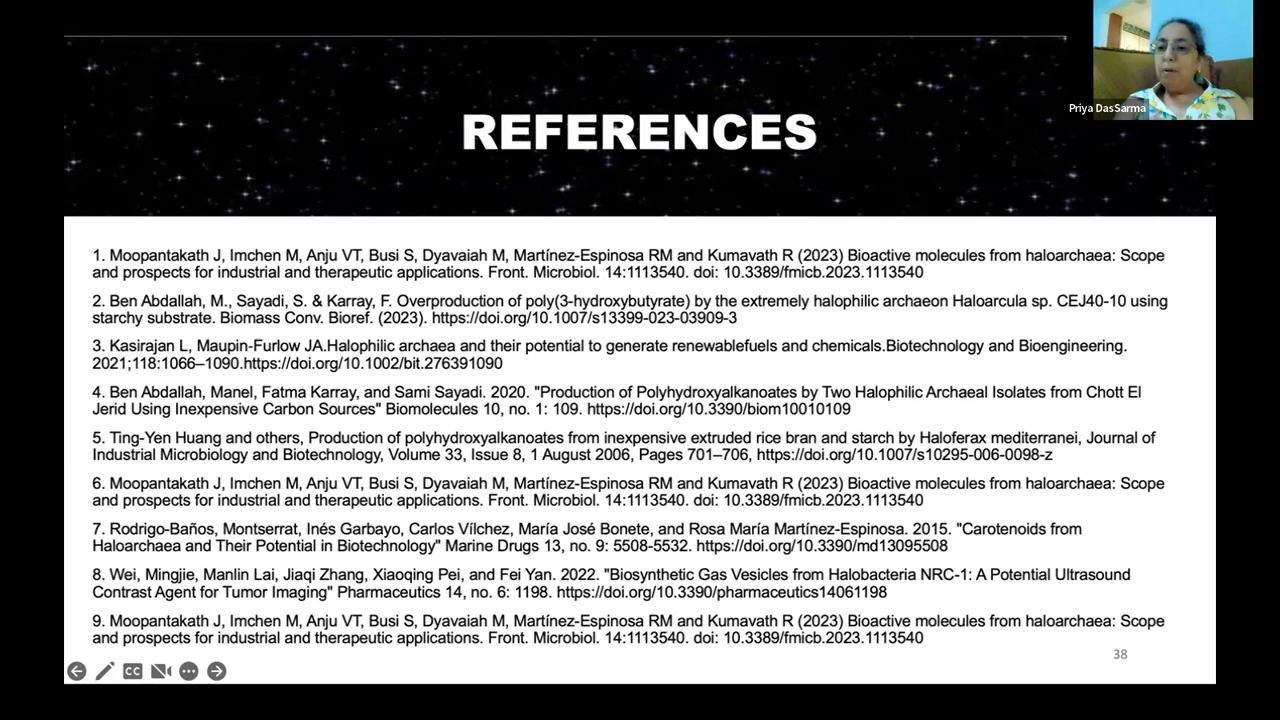 Priya DasSarma
REFERENCES
1. Moopantakath J, Imchen M, Anju VT, Busi S, Dyavaiah M, Martínez-Espinosa RM and Kumavath R (2023) Bioactive molecules from haloarchaea: Scope
and prospects for industrial and therapeutic applications. Front. Microbiol. 14:1113540. doi: 10.3389/fmicb.2023.1113540
2. Ben Abdallah, M., Sayadi, S. & Karray, F. Overproduction of poly(3-hydroxybutyrate) by the extremely halophilic archaeon Haloarcula sp. CEJ40-10 using
starchy substrate. Biomass Conv. Bioref. (2023). https://doi.org/10.1007/s13399-023-03909-3
3. Kasirajan L, Maupin-Furlow JA.Halophilic archaea and their potential to generate renewablefuels and chemicals.Biotechnology and Bioengineering.
2021;118:1066–1090.https://doi.org/10.1002/bit.276391090
4. Ben Abdallah, Manel, Fatma Karray, and Sami Sayadi. 2020. "Production of Polyhydroxyalkanoates by Two Halophilic Archaeal Isolates from Chott El
Jerid Using Inexpensive Carbon Sources" Biomolecules 10, no. 1: 109. https://doi.org/10.3390/biom10010109
5. Ting-Yen Huang and others, Production of polyhydroxyalkanoates from inexpensive extruded rice bran and starch by Haloferax mediterranei, Journal of
Industrial Microbiology and Biotechnology, Volume 33, Issue 8, 1 August 2006, Pages 701–706, https://doi.org/10.1007/s10295-006-0098-z
6. Moopantakath J, Imchen M, Anju VT, Busi S, Dyavaiah M, Martínez-Espinosa RM and Kumavath R (2023) Bioactive molecules from haloarchaea: Scope
and prospects for industrial and therapeutic applications. Front. Microbiol. 14:1113540. doi: 10.3389/fmicb.2023.1113540
7. Rodrigo-Baños, Montserrat, Inés Garbayo, Carlos Vílchez, María José Bonete, and Rosa María Martínez-Espinosa. 2015. "Carotenoids from
Haloarchaea and Their Potential in Biotechnology" Marine Drugs 13, no. 9: 5508-5532. https://doi.org/10.3390/md13095508
8. Wei, Mingjie, Manlin Lai, Jiaqi Zhang, Xiaoqing Pei, and Fei Yan. 2022. "Biosynthetic Gas Vesicles from Halobacteria NRC-1: A Potential Ultrasound
Contrast Agent for Tumor Imaging" Pharmaceutics 14, no. 6: 1198. https://doi.org/10.3390/pharmaceutics14061198
9. Moopantakath J, Imchen M, Anju VT, Busi S, Dyavaiah M, Martínez-Espinosa RM and Kumavath R (2023) Bioactive molecules from haloarchaea: Scope
and prospects for industrial and therapeutic applications. Front. Microbiol. 14:1113540. doi: 10.3389/fmicb.2023.1113540
38
CC